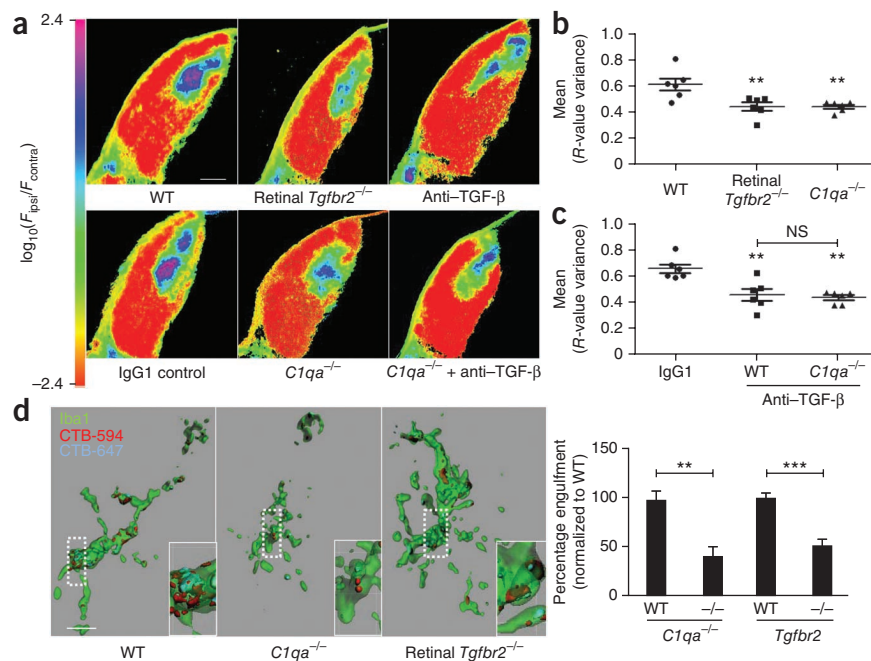 a
2.4
log10(Fipsi/Fcontra)
–2.4
WT
Retinal Tgfbr2–/–
Anti–TGF-β
IgG1 control
C1qa–/–
C1qa–/– + anti–TGF-β
b
Mean
(R-value variance)
1.0
0.8
0.6
0.4
0.2
0
**
**
WT
Retinal
Tgfbr2–/–
C1qa–/–
c
Mean
(R-value variance)
1.0
0.8
0.6
0.4
0.2
0
NS
**
**
IgG1
WT
C1qa–/–
Anti–TGF-β
d
Iba1
CTB-594
CTB-647
WT
C1qa–/–
Retinal Tgfbr2–/–
Percentage engulfment
(normalized to WT)
100
50
0
**
***
WT
–/–
WT
–/–
C1qa–/–
Tgfbr2